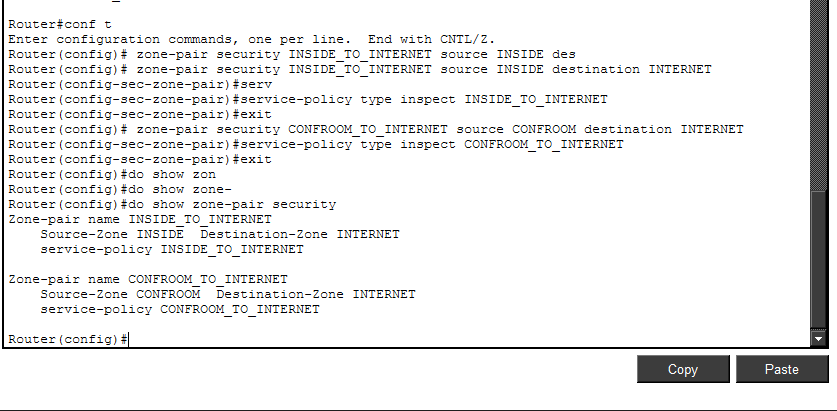 Router#conf t
Enter configuration commands, one per line.  End with CNTL/Z.
Router(config)# zone-pair security INSIDE_TO_INTERNET source INSIDE des
Router(config)# zone-pair security INSIDE_TO_INTERNET source INSIDE destination INTERNET
Router(config-sec-zone-pair)#serv
Router(config-sec-zone-pair)#service-policy type inspect INSIDE_TO_INTERNET
Router(config-sec-zone-pair)#exit
Router(config)# zone-pair security CONFROOM_TO_INTERNET source CONFROOM destination INTERNET
Router(config-sec-zone-pair)#service-policy type inspect CONFROOM_TO_INTERNET
Router(config-sec-zone-pair)#exit
Router(config)#do show zon
Router(config)#do show zone-
Router(config)#do show zone-pair security
Zone-pair name INSIDE_TO_INTERNET
    Source-Zone INSIDE  Destination-Zone INTERNET
    service-policy INSIDE_TO_INTERNET
Zone-pair name CONFROOM_TO_INTERNET
    Source-Zone CONFROOM  Destination-Zone INTERNET
    service-policy CONFROOM_TO_INTERNET
Router(config)#
Copy Paste